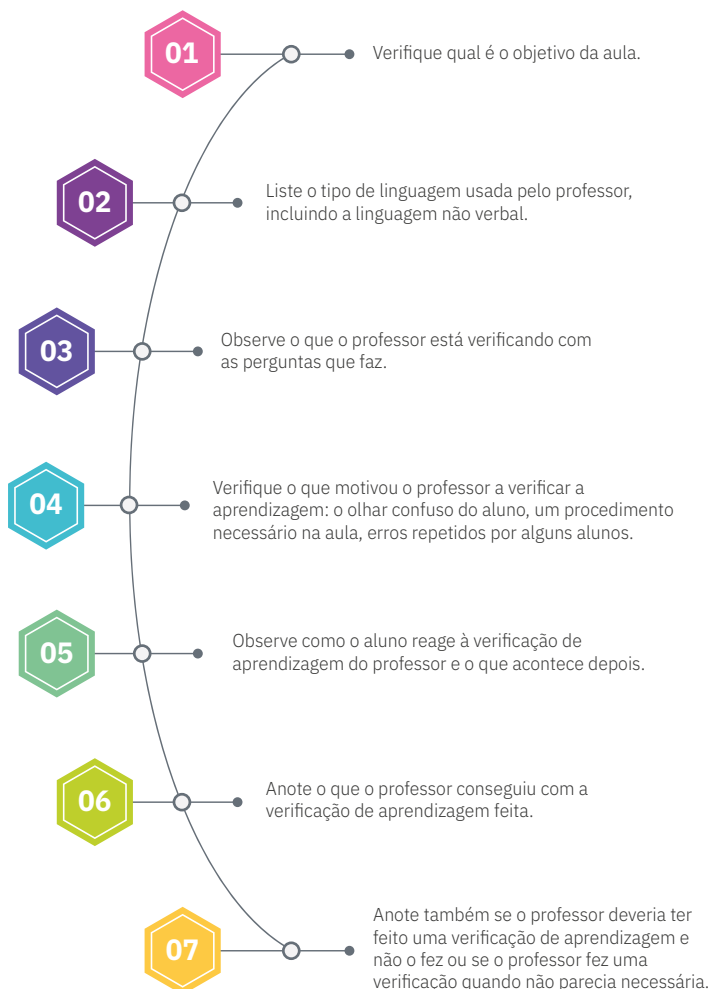 01
Verifique qual é o objetivo da aula.
02
Liste o tipo de linguagem usada pelo professor,
incluindo a linguagem não verbal.
03
Observe o que o professor está verificando com
as perguntas que faz.
04
Verifique o que motivou o professor a verificar a
aprendizagem: o olhar confuso do aluno, um procedimento
necessário na aula, erros repetidos por alguns alunos.
05
Observe como o aluno reage à verificação de
aprendizagem do professor e o que acontece depois.
06
Anote o que o professor conseguiu com a
verificação de aprendizagem feita.
07
Anote também se o professor deveria ter
feito uma verificação de aprendizagem e
não o fez ou se o professor fez uma
verificação quando não parecia necessária.